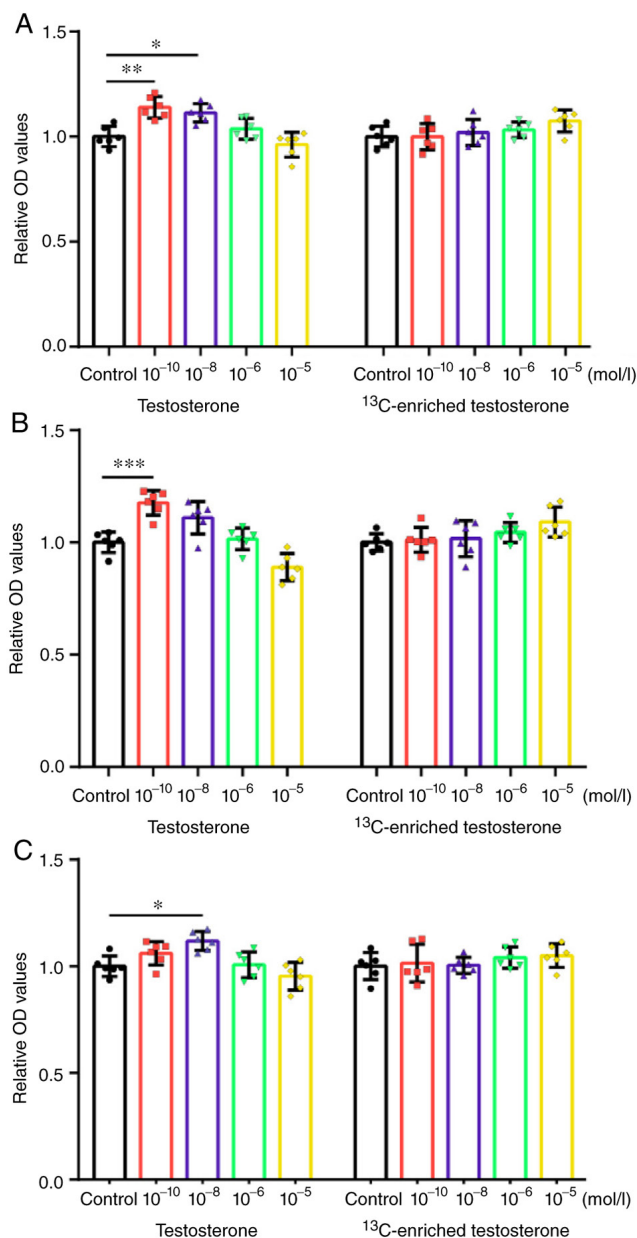 A
1.5
*
**
1.0
0.5
0.0
Relative OD values
Control 10⁻¹⁰ 10⁻⁸ 10⁻⁶ 10⁻⁵ Control 10⁻¹⁰ 10⁻⁸ 10⁻⁶ 10⁻⁵ (mol/l)
Testosterone ¹³C-enriched testosterone
B
1.5
***
1.0
0.5
0.0
Relative OD values
Control 10⁻¹⁰ 10⁻⁸ 10⁻⁶ 10⁻⁵ Control 10⁻¹⁰ 10⁻⁸ 10⁻⁶ 10⁻⁵ (mol/l)
Testosterone ¹³C-enriched testosterone
C
1.5
*
1.0
0.5
0.0
Relative OD values
Control 10⁻¹⁰ 10⁻⁸ 10⁻⁶ 10⁻⁵ Control 10⁻¹⁰ 10⁻⁸ 10⁻⁶ 10⁻⁵ (mol/l)
Testosterone ¹³C-enriched testosterone